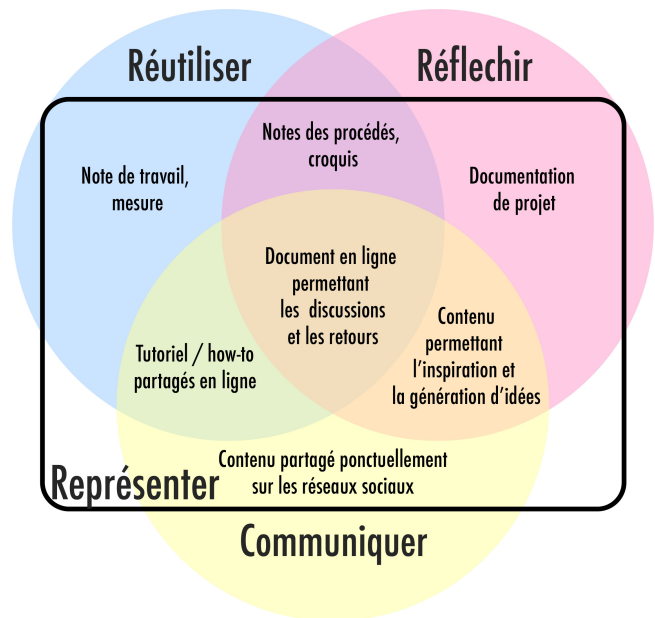 Réutiliser
Réflechir
Notes des procédés,
croquis
Note de travail,
mesure
Documentation
de projet
Document en ligne
permettant
les discussions
et les retours
Contenu
permettant
l'inspiration et
la génération d'idées
Tutoriel / how-to
partagés en ligne
Contenu partagé ponctuellement
sur les réseaux sociaux
Représenter
Communiquer